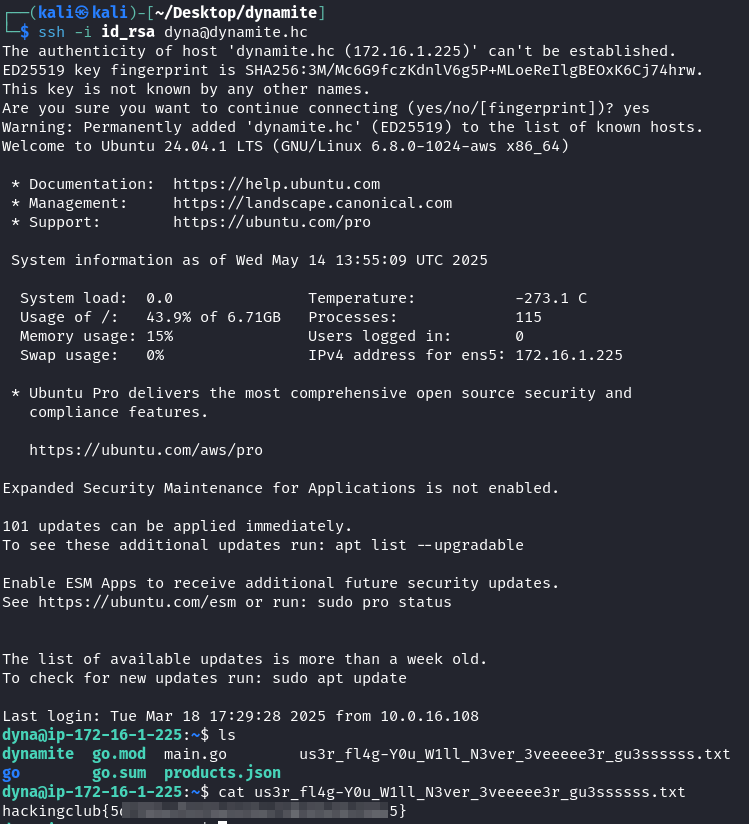 ┌──(kali㉿kali)-[~/Desktop/dynamite]
└─$ ssh -i id_rsa dyna@dynamite.hc
The authenticity of host 'dynamite.hc (172.16.1.225)' can't be established.
ED25519 key fingerprint is SHA256:3M/Mc6G9fczKdnlV6g5P+MLoeReIlgBEOxK6Cj74hrw.
This key is not known by any other names.
Are you sure you want to continue connecting (yes/no/[fingerprint])? yes
Warning: Permanently added 'dynamite.hc' (ED25519) to the list of known hosts.
Welcome to Ubuntu 24.04.1 LTS (GNU/Linux 6.8.0-1024-aws x86_64)
* Documentation:  https://help.ubuntu.com
* Management:     https://landscape.canonical.com
* Support:        https://ubuntu.com/pro
System information as of Wed May 14 13:55:09 UTC 2025
System load:  0.0                Temperature:           -273.1 C
Usage of /:   43.9% of 6.71GB   Processes:             115
Memory usage: 15%               Users logged in:       0
Swap usage:   0%                IPv4 address for ens5: 172.16.1.225
* Ubuntu Pro delivers the most comprehensive open source security and
compliance features.
https://ubuntu.com/aws/pro
Expanded Security Maintenance for Applications is not enabled.
101 updates can be applied immediately.
To see these additional updates run: apt list --upgradable
Enable ESM Apps to receive additional future security updates.
See https://ubuntu.com/esm or run: sudo pro status
The list of available updates is more than a week old.
To check for new updates run: sudo apt update
Last login: Tue Mar 18 17:29:28 2025 from 10.0.16.108
dyna@ip-172-16-1-225:~$ ls
dynamite  go.mod  main.go        us3r_fl4g-Y0u_W1ll_N3ver_3veeeee3r_gu3ssssss.txt
go        go.sum  products.json
dyna@ip-172-16-1-225:~$ cat us3r_fl4g-Y0u_W1ll_N3ver_3veeeee3r_gu3ssssss.txt
hackingclub{5 5}